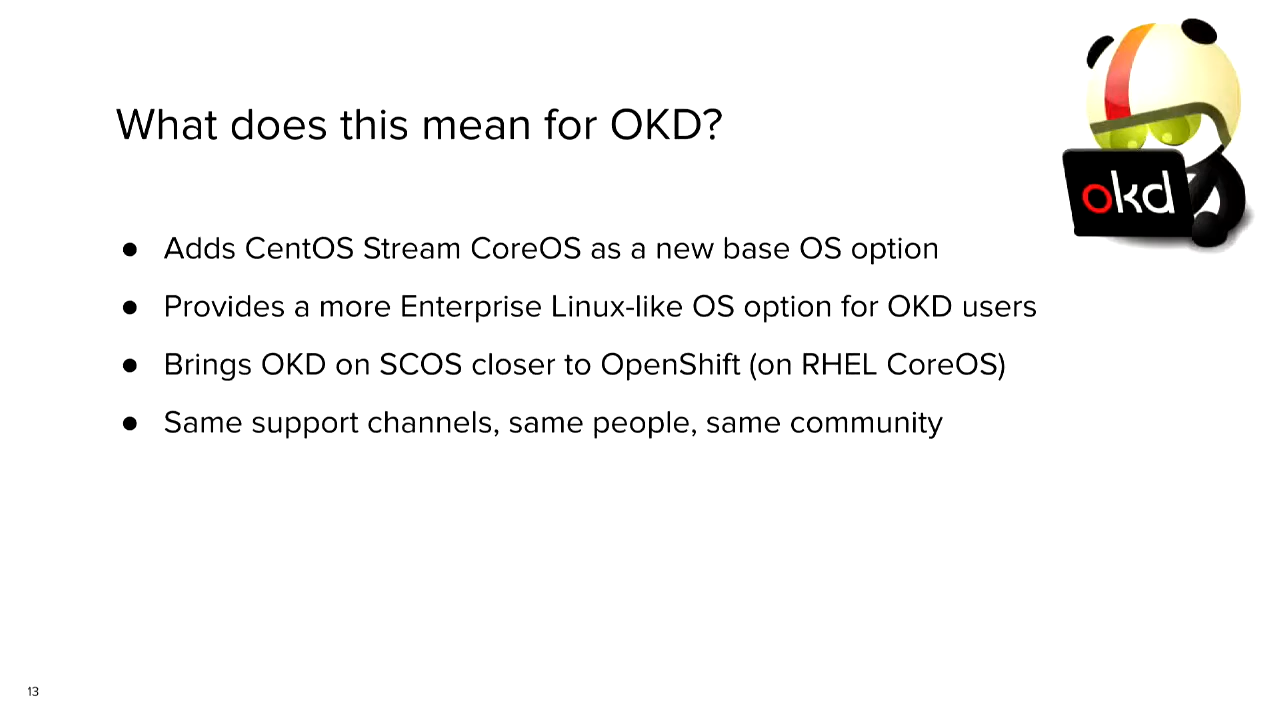 What does this mean for OKD?
okd
● Adds CentOS Stream CoreOS as a new base OS option
● Provides a more Enterprise Linux-like OS option for OKD users
● Brings OKD on SCOS closer to OpenShift (on RHEL CoreOS)
● Same support channels, same people, same community
13